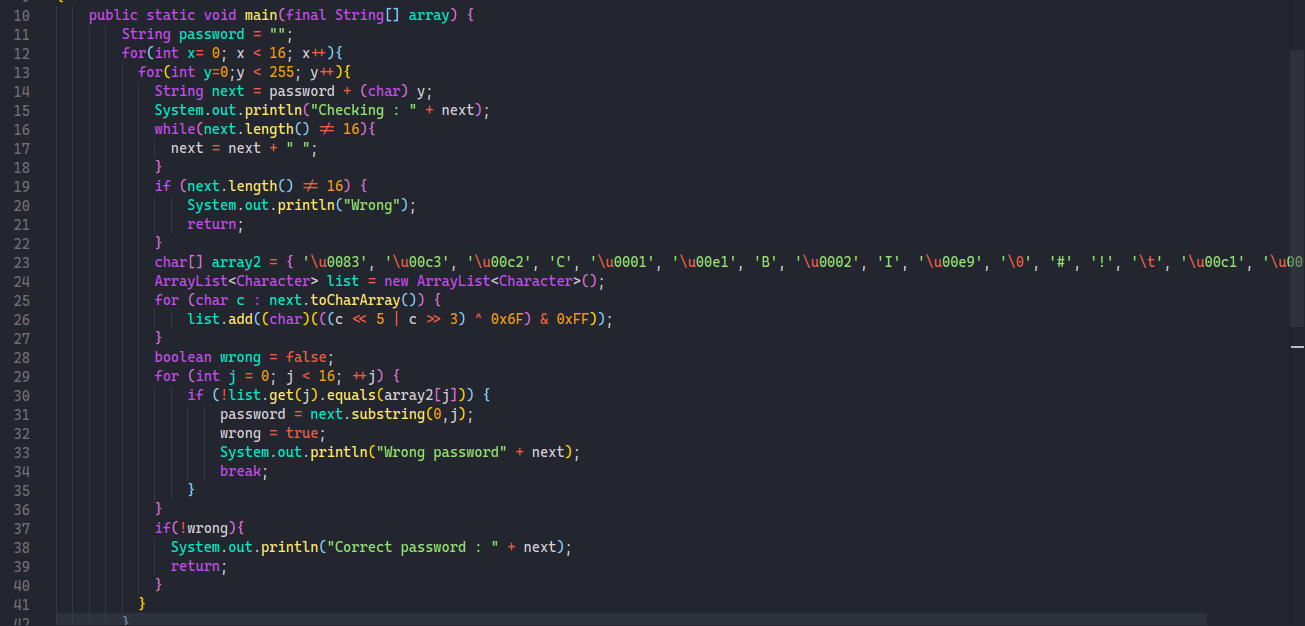 {
10 public static void main(final String[] array) {
11 String password = "";
12 for(int x= 0; x < 16; x++){
13 for(int y=0;y < 255; y++){
14 String next = password + (char) y;
15 System.out.println("Checking : " + next);
16 while(next.length() ≠ 16){
17 next = next + " ";
18 }
19 if (next.length() ≠ 16) {
20 System.out.println("Wrong");
21 return;
22 }
23 char[] array2 = { '\u0083', '\u00c3', '\u00c2', 'C', '\u0001', '\u00e1', 'B', '\u0002', 'I', '\u00e9', '\0', '#', '!', '\t', '\u00c1', '\u00
24 ArrayList<Character> list = new ArrayList<Character>();
25 for (char c : next.toCharArray()) {
26 list.add((char)(((c << 5 | c >> 3) ^ 0x6F) & 0xFF));
27 }
28 boolean wrong = false;
29 for (int j = 0; j < 16; ++j) {
30 if (!list.get(j).equals(array2[j])) {
31 password = next.substring(0,j);
32 wrong = true;
33 System.out.println("Wrong password" + next);
34 break;
35 }
36 }
37 if(!wrong){
38 System.out.println("Correct password : " + next);
39 return;
40 }
41 }
42 }